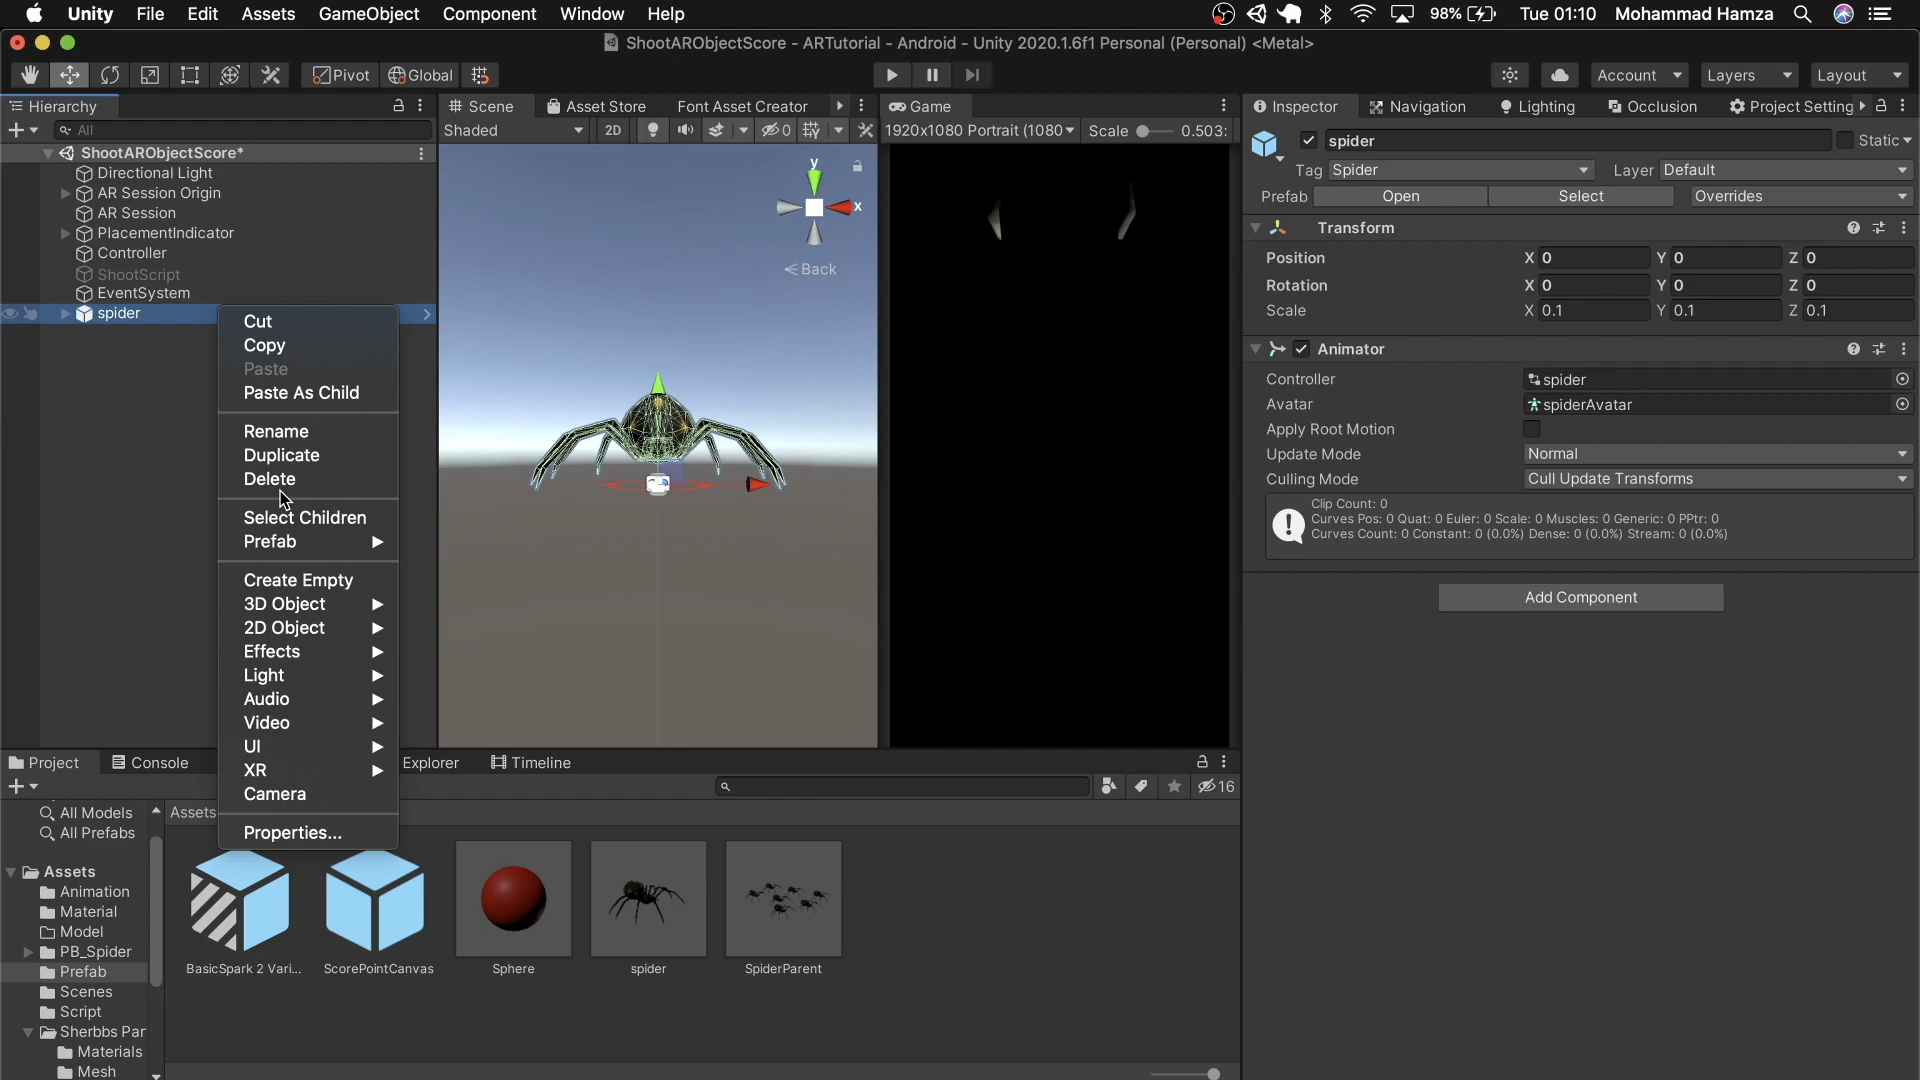 Unity File Edit Assets GameObject Component Window Help 98% Tue 01:10 Mohammad Hamza
ShootARObjectScore - ARTutorial - Android - Unity 2020.1.6f1 Personal (Personal) <Metal>
Pivot Global Account Layers Layout
Hierarchy
All
ShootARObjectScore*
Directional Light
AR Session Origin
AR Session
PlacementIndicator
Controller
ShootScript
EventSystem
spider
Cut
Copy
Paste
Paste As Child
Rename
Duplicate
Delete
Select Children
Prefab
Create Empty
3D Object
2D Object
Effects
Light
Audio
Video
UI
XR
Camera
Properties...
Scene Asset Store Font Asset Creator
Shaded 2D 0
y
x
Back
Game
1920x1080 Portrait (1080 Scale 0.503:
Inspector Navigation Lighting Occlusion Project Setting
spider Static
Tag Spider Layer Default
Prefab Open Select Overrides
Transform
Position X 0 Y 0 Z 0
Rotation X 0 Y 0 Z 0
Scale X 0.1 Y 0.1 Z 0.1
Animator
Controller spider
Avatar spiderAvatar
Apply Root Motion
Update Mode Normal
Culling Mode Cull Update Transforms
Clip Count: 0
Curves Pos: 0 Quat: 0 Euler: 0 Scale: 0 Muscles: 0 Generic: 0 PPtr: 0
Curves Count: 0 Constant: 0 (0.0%) Dense: 0 (0.0%) Stream: 0 (0.0%)
Add Component
Project Console Explorer Timeline
16
All Models
All Prefabs
Assets
Animation
Material
Model
PB_Spider
Prefab
Scenes
Script
Sherbbs Par
Materials
Mesh
Assets
BasicSpark 2 Vari... ScorePointCanvas Sphere spider SpiderParent